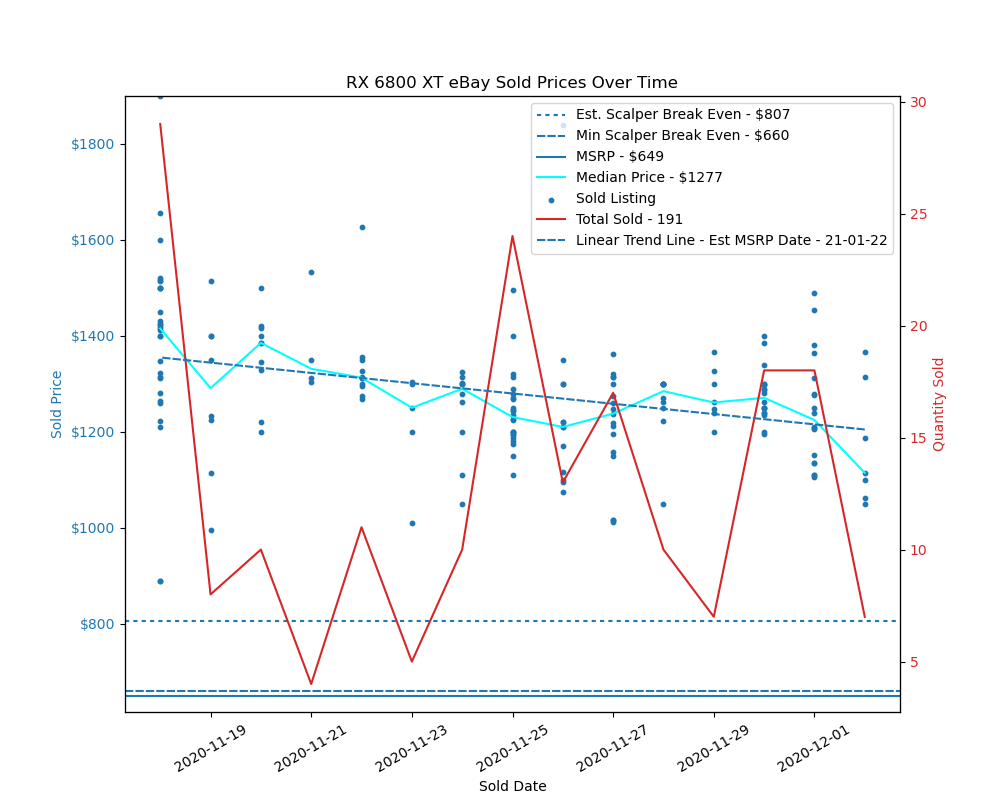 RX 6800 XT eBay Sold Prices Over Time
Est. Scalper Break Even - $807
Min Scalper Break Even - $660
MSRP - $649
Median Price - $1277
Sold Listing
Total Sold - 191
Linear Trend Line - Est MSRP Date - 21-01-22
$1800
$1600
$1400
$1200
$1000
$800
Sold Price
30
25
20
15
10
5
Quantity Sold
2020-11-19
2020-11-21
2020-11-23
2020-11-25
2020-11-27
2020-11-29
2020-12-01
Sold Date